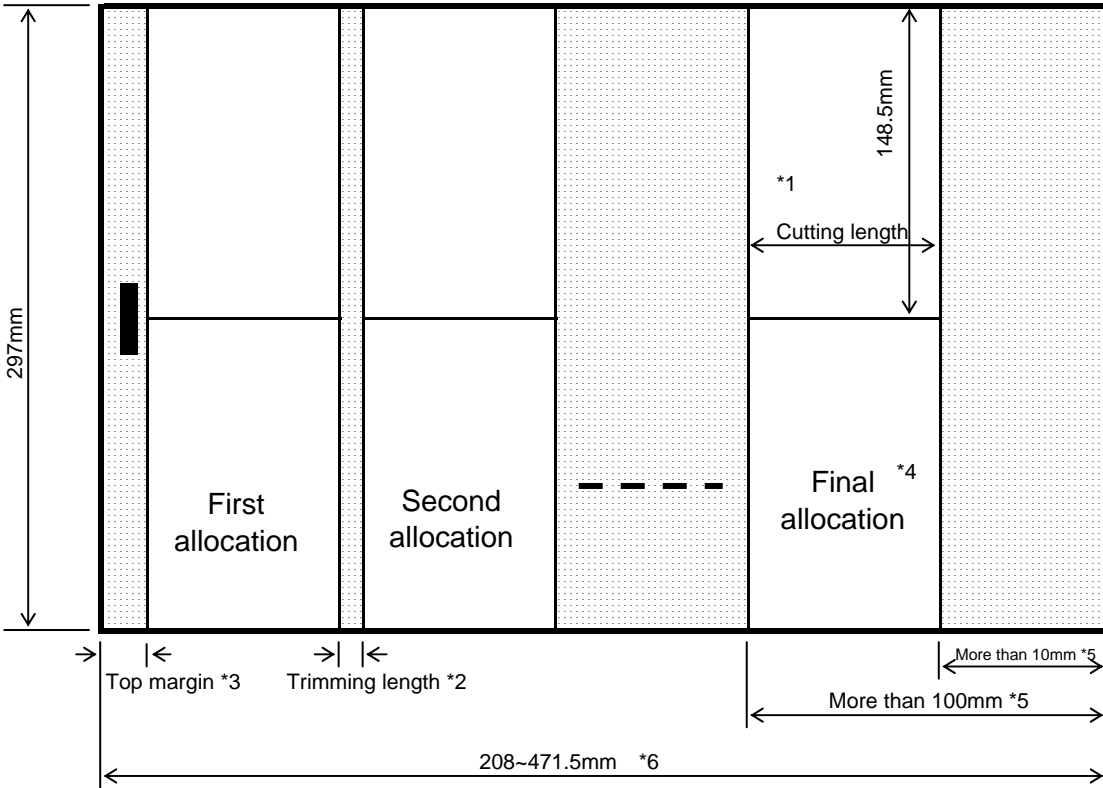 297mm
148.5mm
*1
Cutting length
First
allocation
Second
allocation
Final *4
allocation
Top margin *3
Trimming length *2
More than 10mm *5
More than 100mm *5
208~471.5mm *6